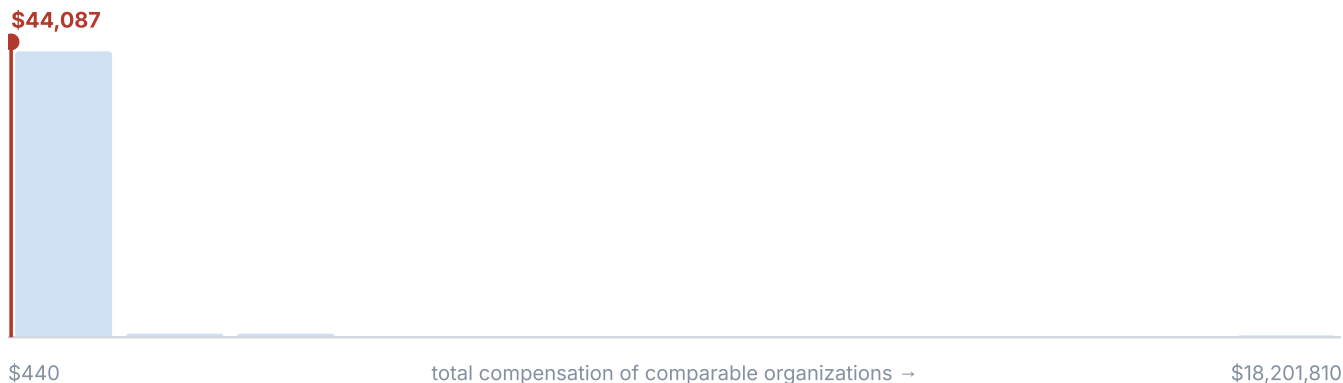 $44,087
$440 total compensation of comparable organizations → $18,201,810